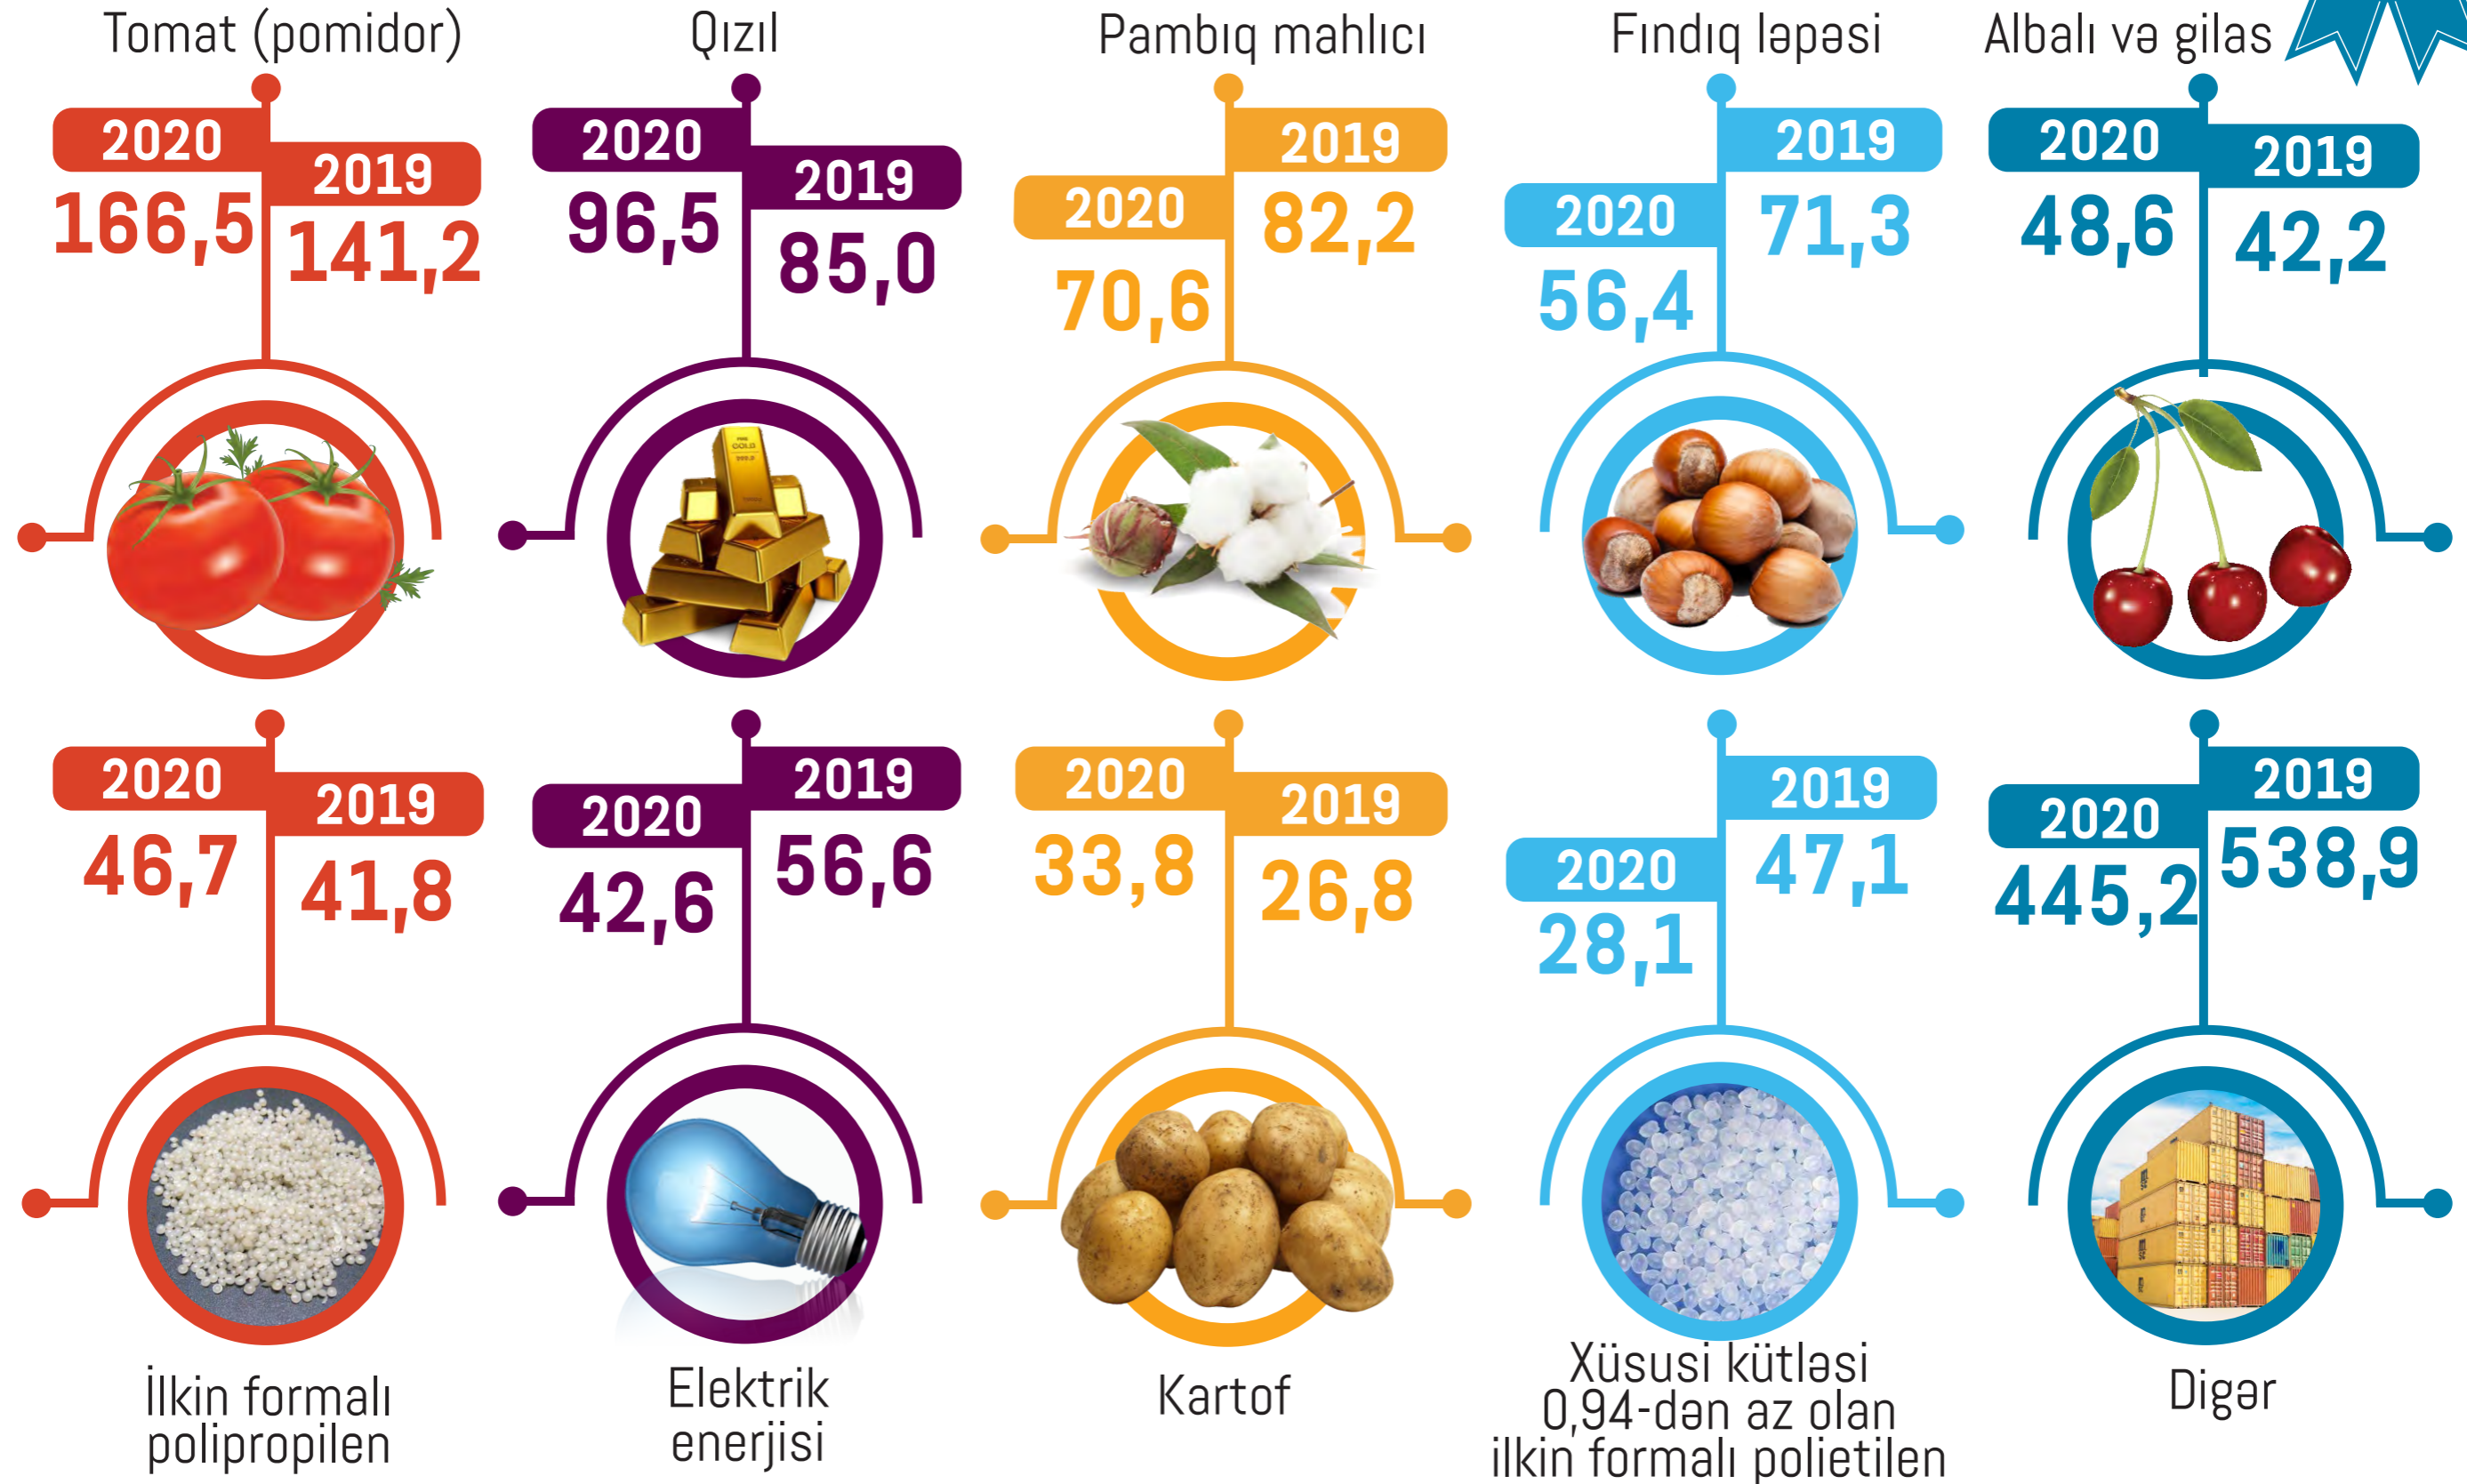 Tomat (pomidor)
2020
166,5
2019
141,2
Qızıl
2020
96,5
2019
85,0
Pambıq mahlıcı
2020
70,6
2019
82,2
Fındıq ləpəsi
2020
56,4
2019
71,3
Albalı və gilas
2020
48,6
2019
42,2
GOLD
2020
46,7
2019
41,8
İlkin formalı
polipropilen
2020
42,6
2019
56,6
Elektrik
enerjisi
2020
33,8
2019
26,8
Kartof
2020
28,1
2019
47,1
Xüsusi kütləsi
0,94-dən az olan
ilkin formalı polietilen
2020
445,2
2019
538,9
Digər